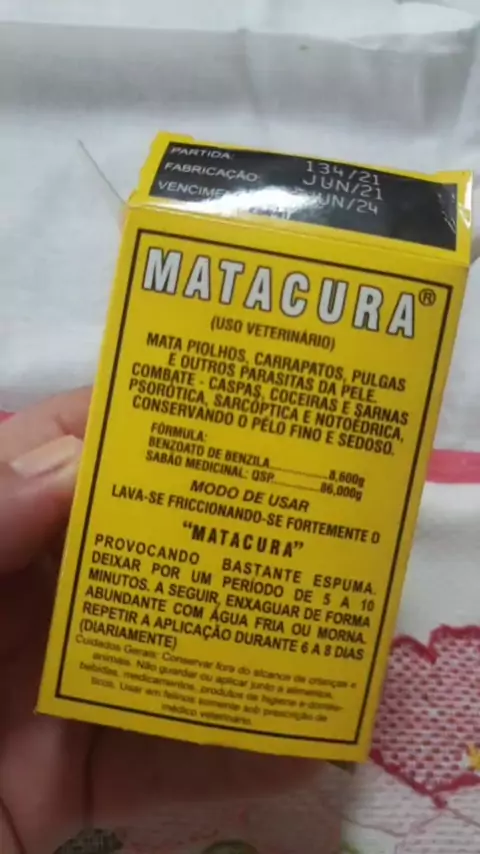 PARTIDA: 134/21
FABRICAÇÃO: JUN/21
JUN/24
MATACURA®
(USO VETERINÁRIO)
MATA PIOLHOS, CARRAPATOS, PULGAS
E OUTROS PARASITAS DA PELE.
COMBATE - CASPAS, COCEIRAS E SARNAS
PSORÓTICA, SARCÓPTICA E NOTOÉDRICA,
CONSERVANDO O PÊLO FINO E SEDOSO.
FÓRMULA:
BENZOATO DE BENZILA....................8,600g
SABÃO MEDICINAL: QSP..............86,000g
MODO DE USAR
LAVA-SE FRICCIONANDO-SE FORTEMENTE O
"MATACURA"
PROVOCANDO BASTANTE ESPUMA.
DEIXAR POR UM PERÍODO DE 5 A 10
MINUTOS. A SEGUIR, ENXAGUAR DE FORMA
ABUNDANTE COM ÁGUA FRIA OU MORNA.
REPETIR A APLICAÇÃO DURANTE 6 A 8 DIAS
(DIARIAMENTE)
Cuidados Gerais: Conservar fora do alcance de crianças e
animais. Não guardar ou aplicar junto a alimentos,
bebidas, medicamentos, produtos de higiene e domés-
ticos. Usar em felinos somente sob prescrição de
médico veterinário.